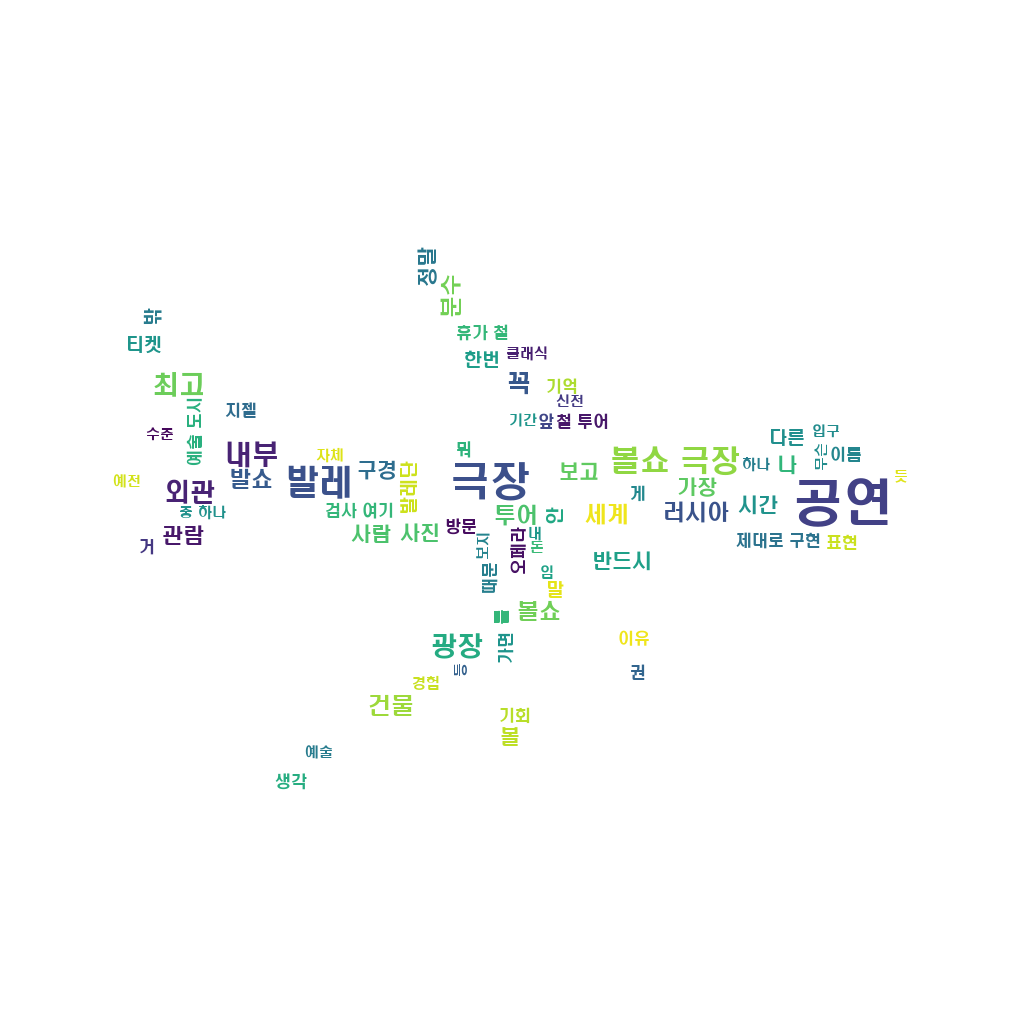 정말
분수
밖
휴가 철
티켓
클래식
한번
최고
꼭
기억
신전
지젤
예술 도시
기간
앞
철 투어
입구
수준
다른
뭐
내부
자체
볼쇼 극장
무슨
이름
하나
나
구경
보고
예전
발쇼
발레
발레단
극장
듯
가장
외관
게
공연
시간
중 하나
검사 여기
투어
안
세계
러시아
관람
사람
사진
방문
내
제대로 구현
표현
거
보지
오페라
돈
반드시
때문
임
말
볼쇼
를
이유
광장
가면
등
권
경험
건물
기회
볼
예술
생각